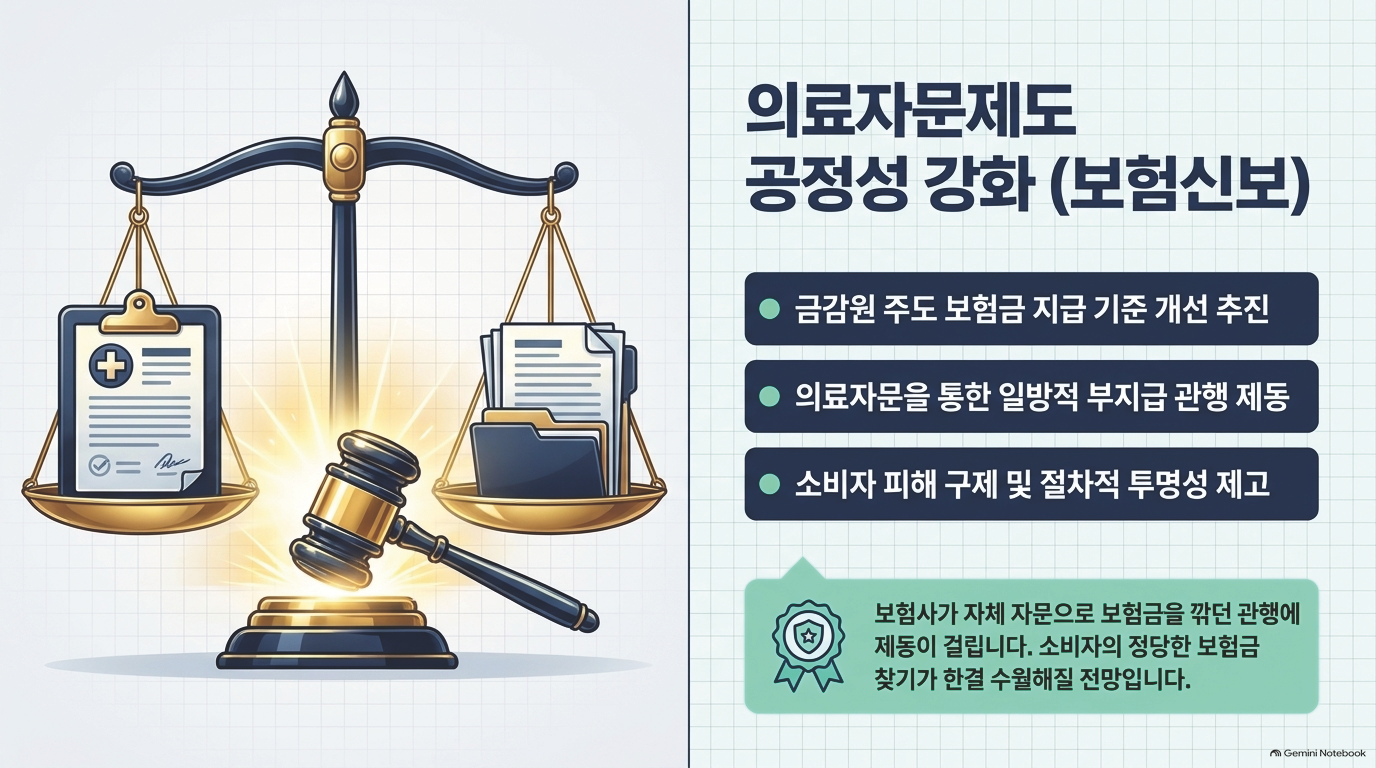 의료자문제도
공정성 강화 (보험신보)
금감원 주도 보험금 지급 기준 개선 추진
의료자문을 통한 일방적 부지급 관행 제동
소비자 피해 구제 및 절차적 투명성 제고
보험사가 자체 자문으로 보험금을 깎던 관행에
제동이 걸립니다. 소비자의 정당한 보험금
찾기가 한결 수월해질 전망입니다.
Gemini Notebook